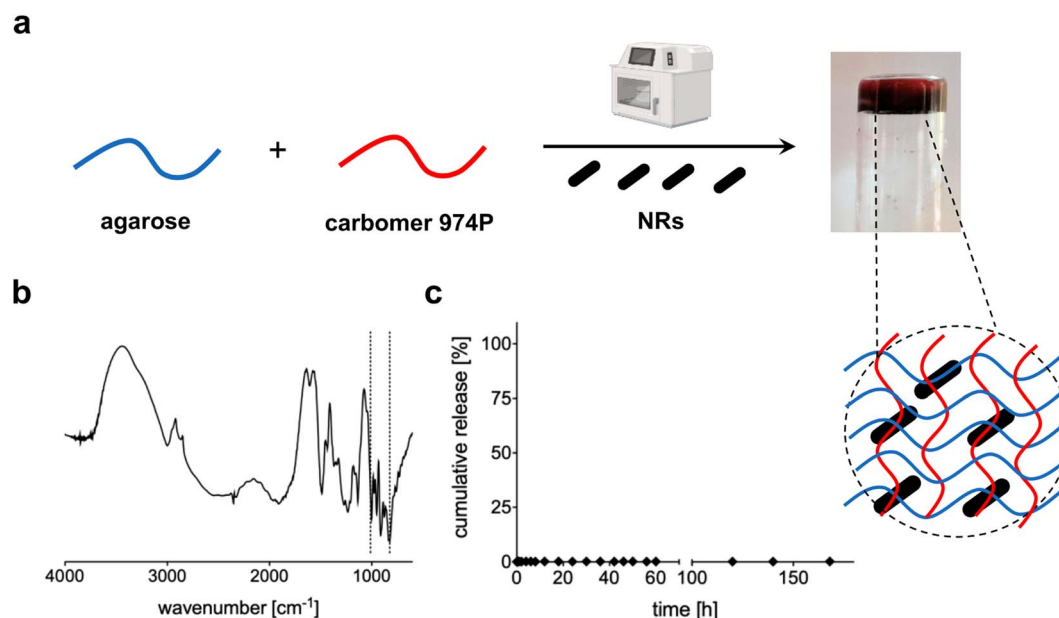 a
+
agarose
carbomer 974P
NRs
b
4000
3000
2000
1000
wavenumber [cm⁻¹]
c
cumulative release [%]
100
75
50
25
0
0
20
40
60
100
150
time [h]